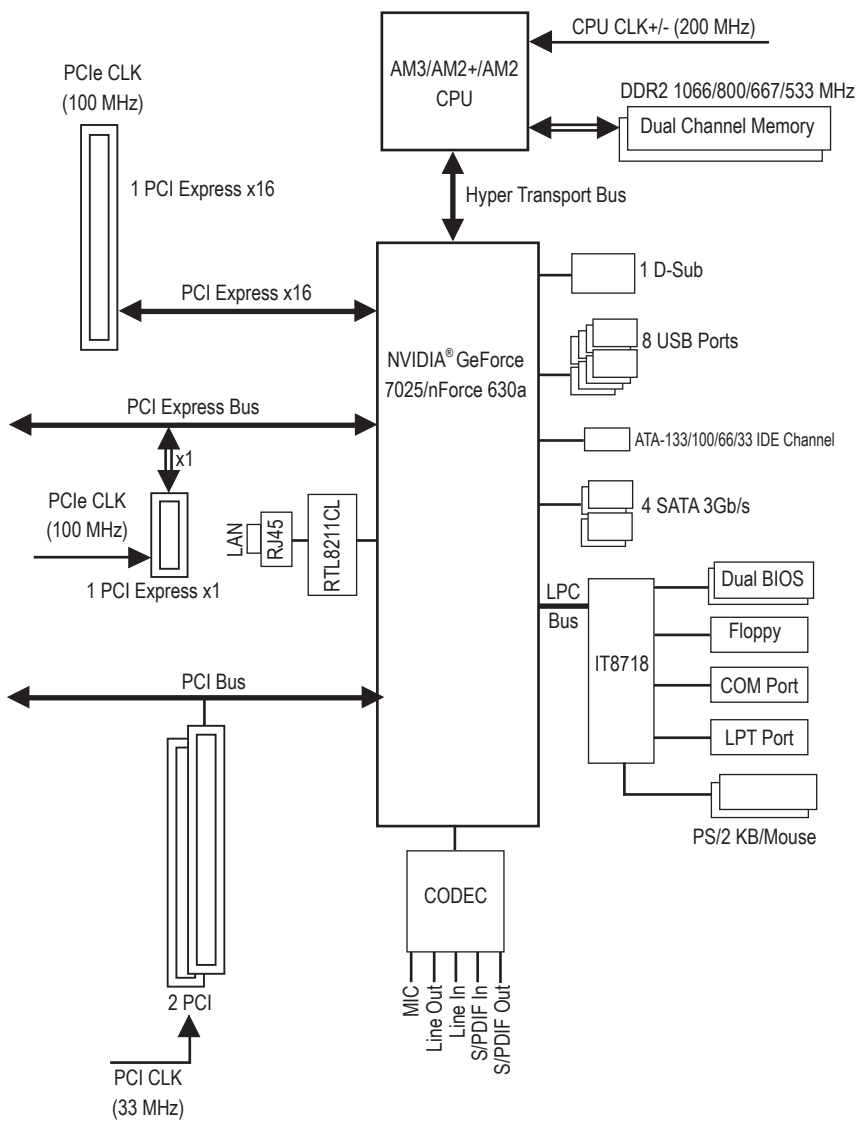 CPU CLK+/- (200 MHz)
AM3/AM2+/AM2
CPU
DDR2 1066/800/667/533 MHz
Dual Channel Memory
PCIe CLK
(100 MHz)
1 PCI Express x16
Hyper Transport Bus
PCI Express x16
1 D-Sub
8 USB Ports
NVIDIA® GeForce
7025/nForce 630a
PCI Express Bus
ATA-133/100/66/33 IDE Channel
x1
PCIe CLK
(100 MHz)
1 PCI Express x1
LAN
RJ45
RTL8211CL
4 SATA 3Gb/s
LPC
Bus
IT8718
Dual BIOS
Floppy
COM Port
LPT Port
PS/2 KB/Mouse
PCI Bus
2 PCI
PCI CLK
(33 MHz)
CODEC
MIC
Line Out
Line In
S/PDIF In
S/PDIF Out